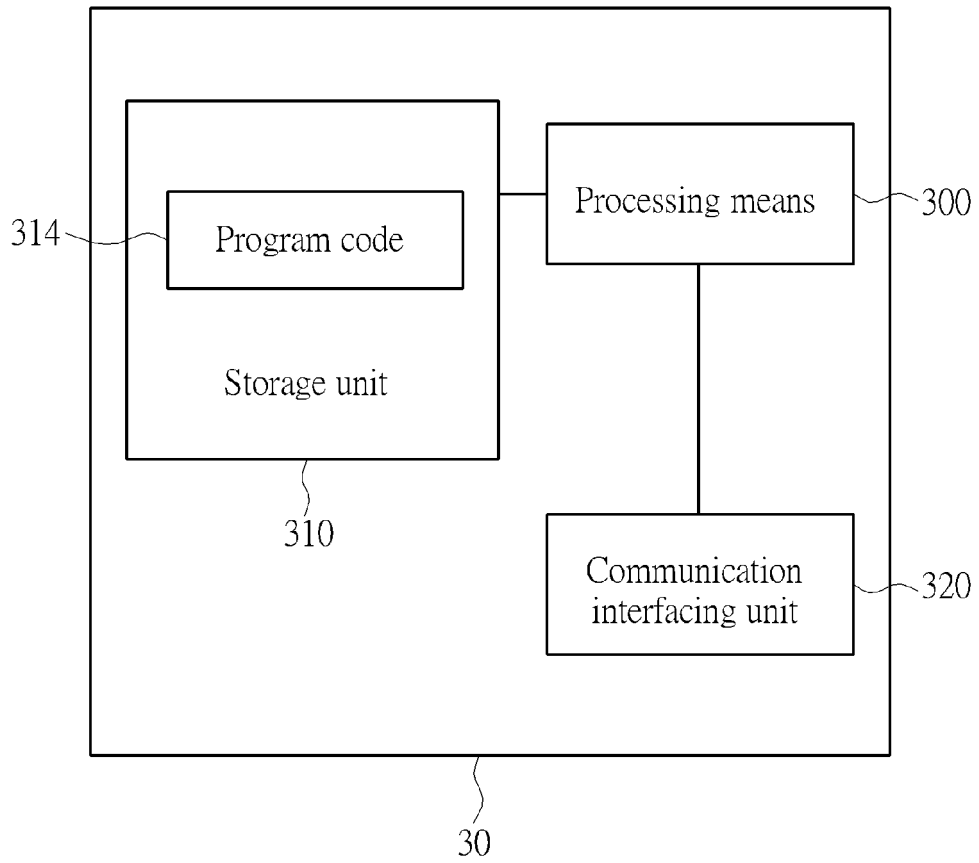 Processing means
300
314
Program code
Storage unit
310
Communication
interfacing unit
320
30